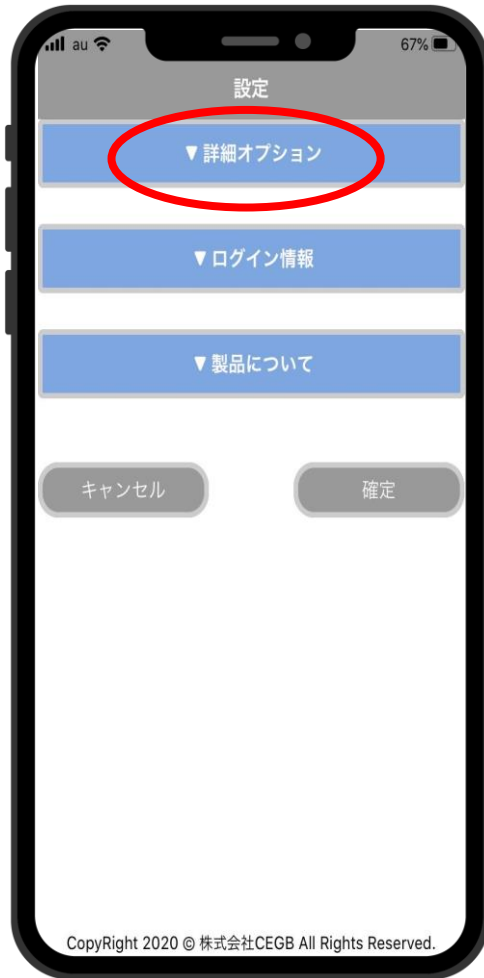 au 67%
設定
▼詳細オプション
▼ログイン情報
▼製品について
キャンセル 確定
CopyRight 2020 © 株式会社CEGB All Rights Reserved.